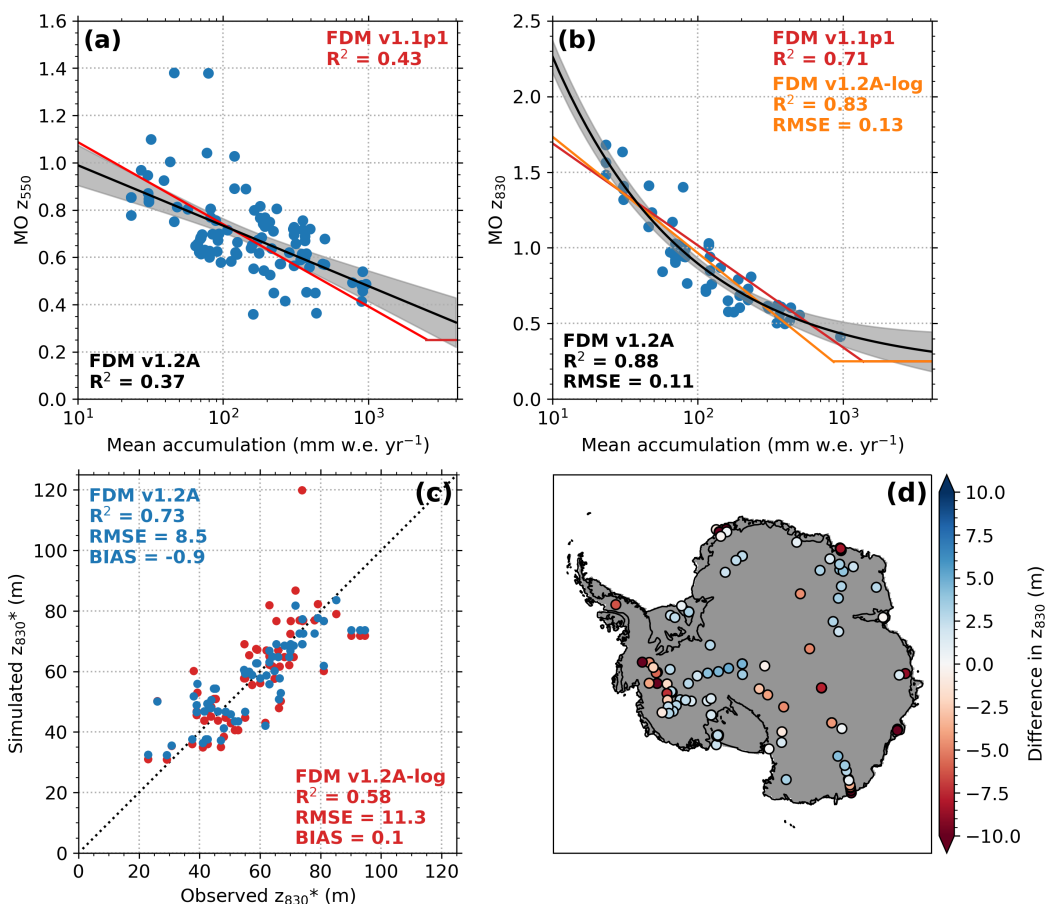 (a)
FDM v1.1p1
R² = 0.43
FDM v1.2A
R² = 0.37
MO z₅₅₀
1.6
1.4
1.2
1.0
0.8
0.6
0.4
0.2
0.0
10¹ 10² 10³
Mean accumulation (mm w.e. yr⁻¹)
(b)
FDM v1.1p1
R² = 0.71
FDM v1.2A-log
R² = 0.83
RMSE = 0.13
FDM v1.2A
R² = 0.88
RMSE = 0.11
MO z₈₃₀
2.5
2.0
1.5
1.0
0.5
0.0
10¹ 10² 10³
Mean accumulation (mm w.e. yr⁻¹)
(c)
FDM v1.2A
R² = 0.73
RMSE = 8.5
BIAS = -0.9
FDM v1.2A-log
R² = 0.58
RMSE = 11.3
BIAS = 0.1
Simulated z₈₃₀* (m)
120
100
80
60
40
20
0
0 20 40 60 80 100 120
Observed z₈₃₀* (m)
(d)
10.0
7.5
5.0
2.5
0.0
−2.5
−5.0
−7.5
−10.0
Difference in z₈₃₀ (m)